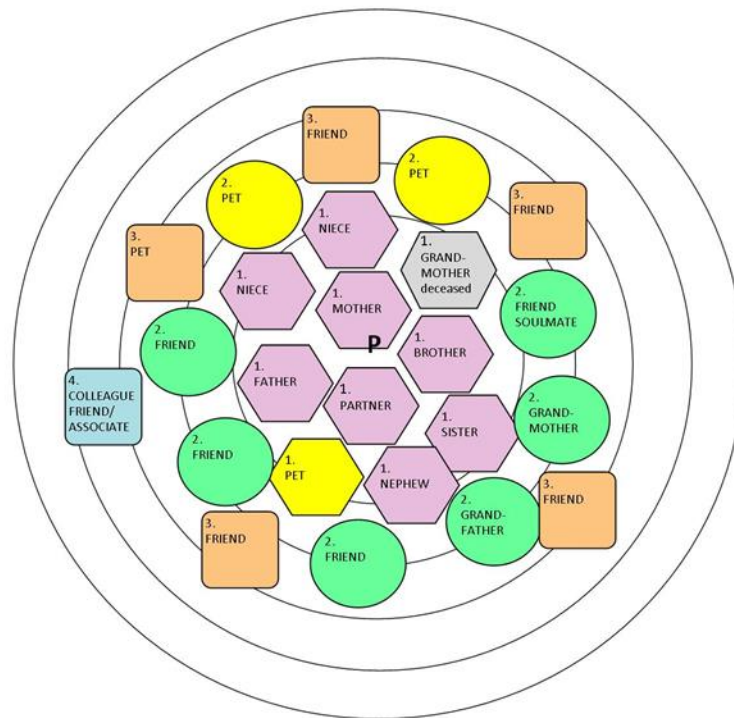 3.
FRIEND
2.
PET
2.
PET
3.
FRIEND
1.
NIECE
3.
PET
1.
GRAND-
MOTHER
deceased
1.
NIECE
1.
MOTHER
2.
FRIEND
SOULMATE
2.
FRIEND
P
1.
BROTHER
4.
COLLEAGUE
FRIEND/
ASSOCIATE
1.
FATHER
1.
PARTNER
2.
GRAND-
MOTHER
1.
SISTER
2.
FRIEND
1.
PET
1.
NEPHEW
3.
FRIEND
2.
GRAND-
FATHER
3.
FRIEND
2.
FRIEND